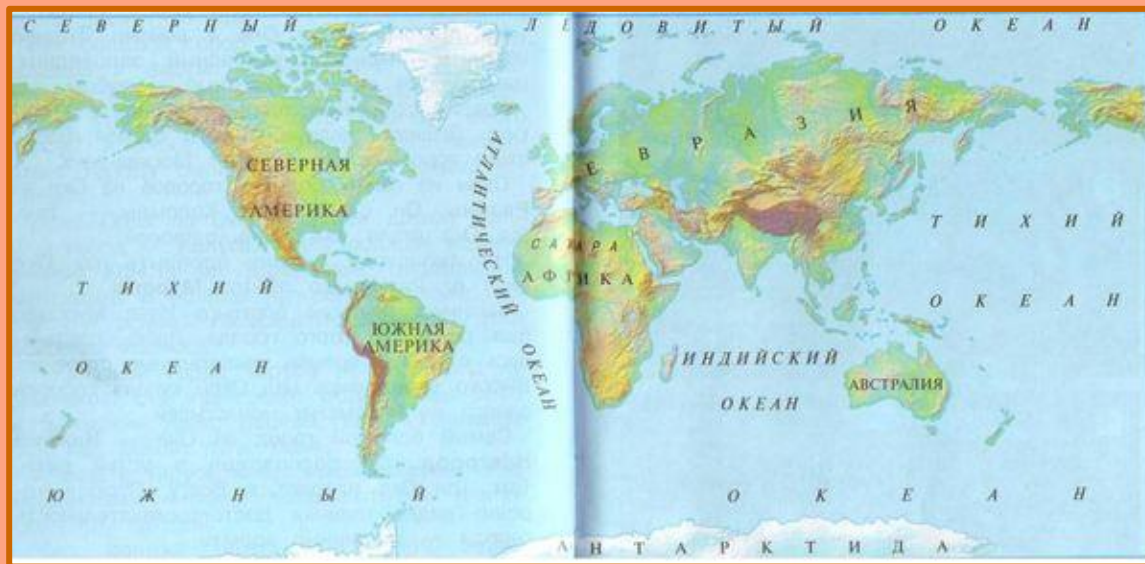 СЕВЕРНЫЙ ЛЕДОВИТЫЙ ОКЕАН
СЕВЕРНАЯ
АМЕРИКА
ЕВРАЗИЯ
АТЛАНТИЧЕСКИЙ
ОКЕАН
САХАРА
АФРИКА
ТИХИЙ
ОКЕАН
ТИХИЙ
ОКЕАН
ЮЖНАЯ
АМЕРИКА
ИНДИЙСКИЙ
ОКЕАН
АВСТРАЛИЯ
ЮЖНЫЙ ОКЕАН
АНТАРКТИДА